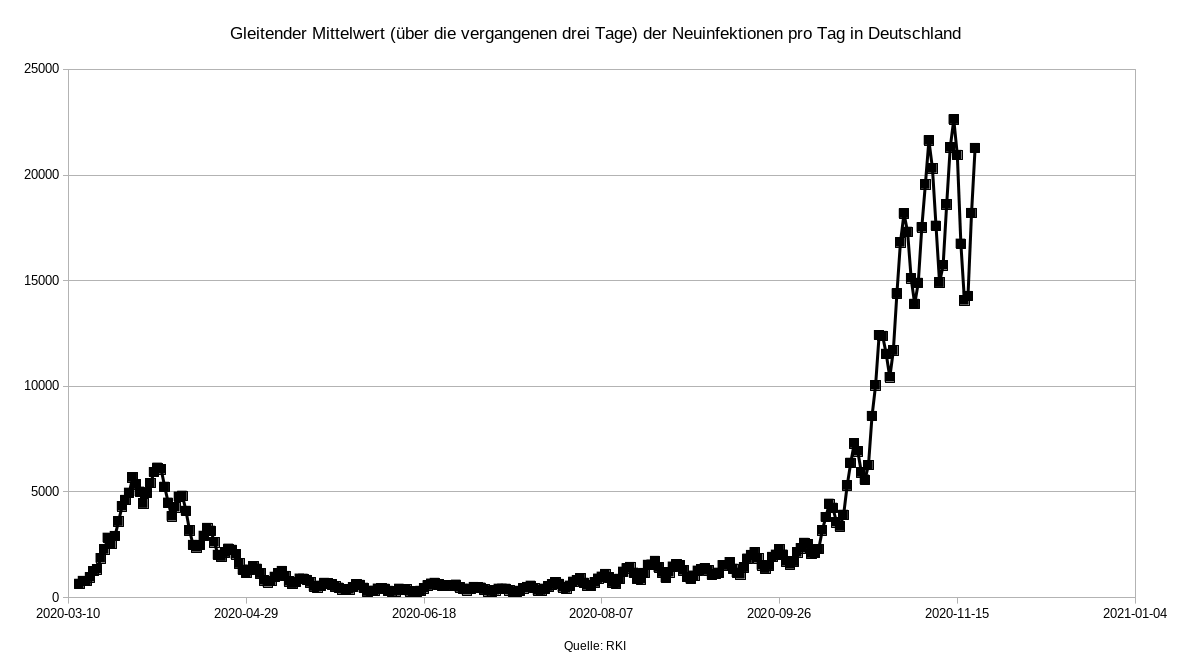 Gleitender Mittelwert (über die vergangenen drei Tage) der Neuinfektionen pro Tag in Deutschland
25000
20000
15000
10000
5000
0
2020-03-10 2020-04-29 2020-06-18 2020-08-07 2020-09-26 2020-11-15 2021-01-04
Quelle: RKI